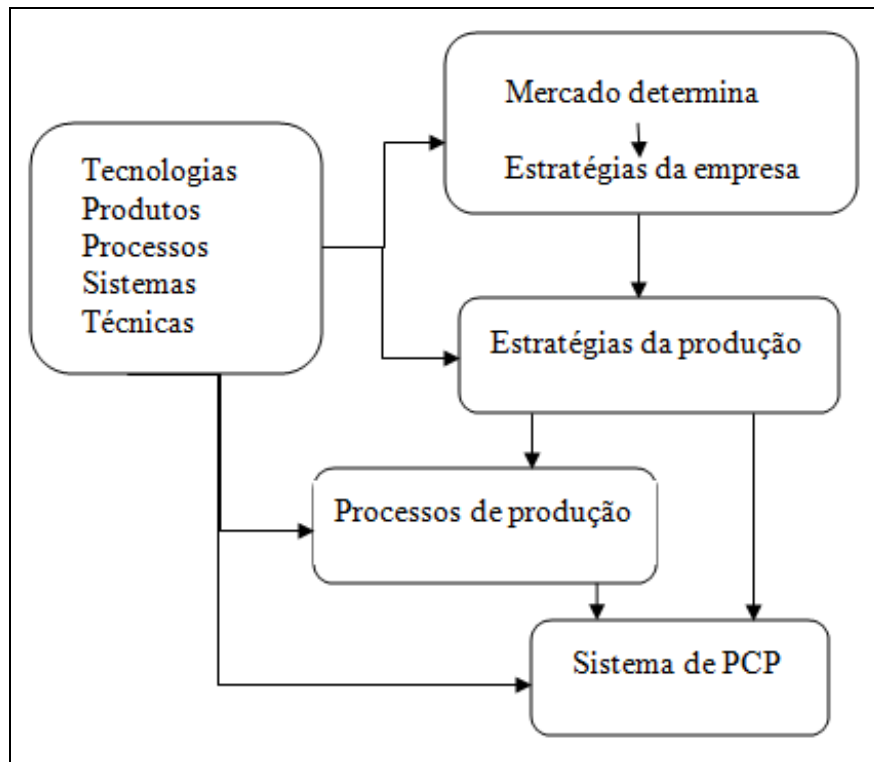 Tecnologias
Produtos
Processos
Sistemas
Técnicas
Mercado determina
Estratégias da empresa
Estratégias da produção
Processos de produção
Sistema de PCP